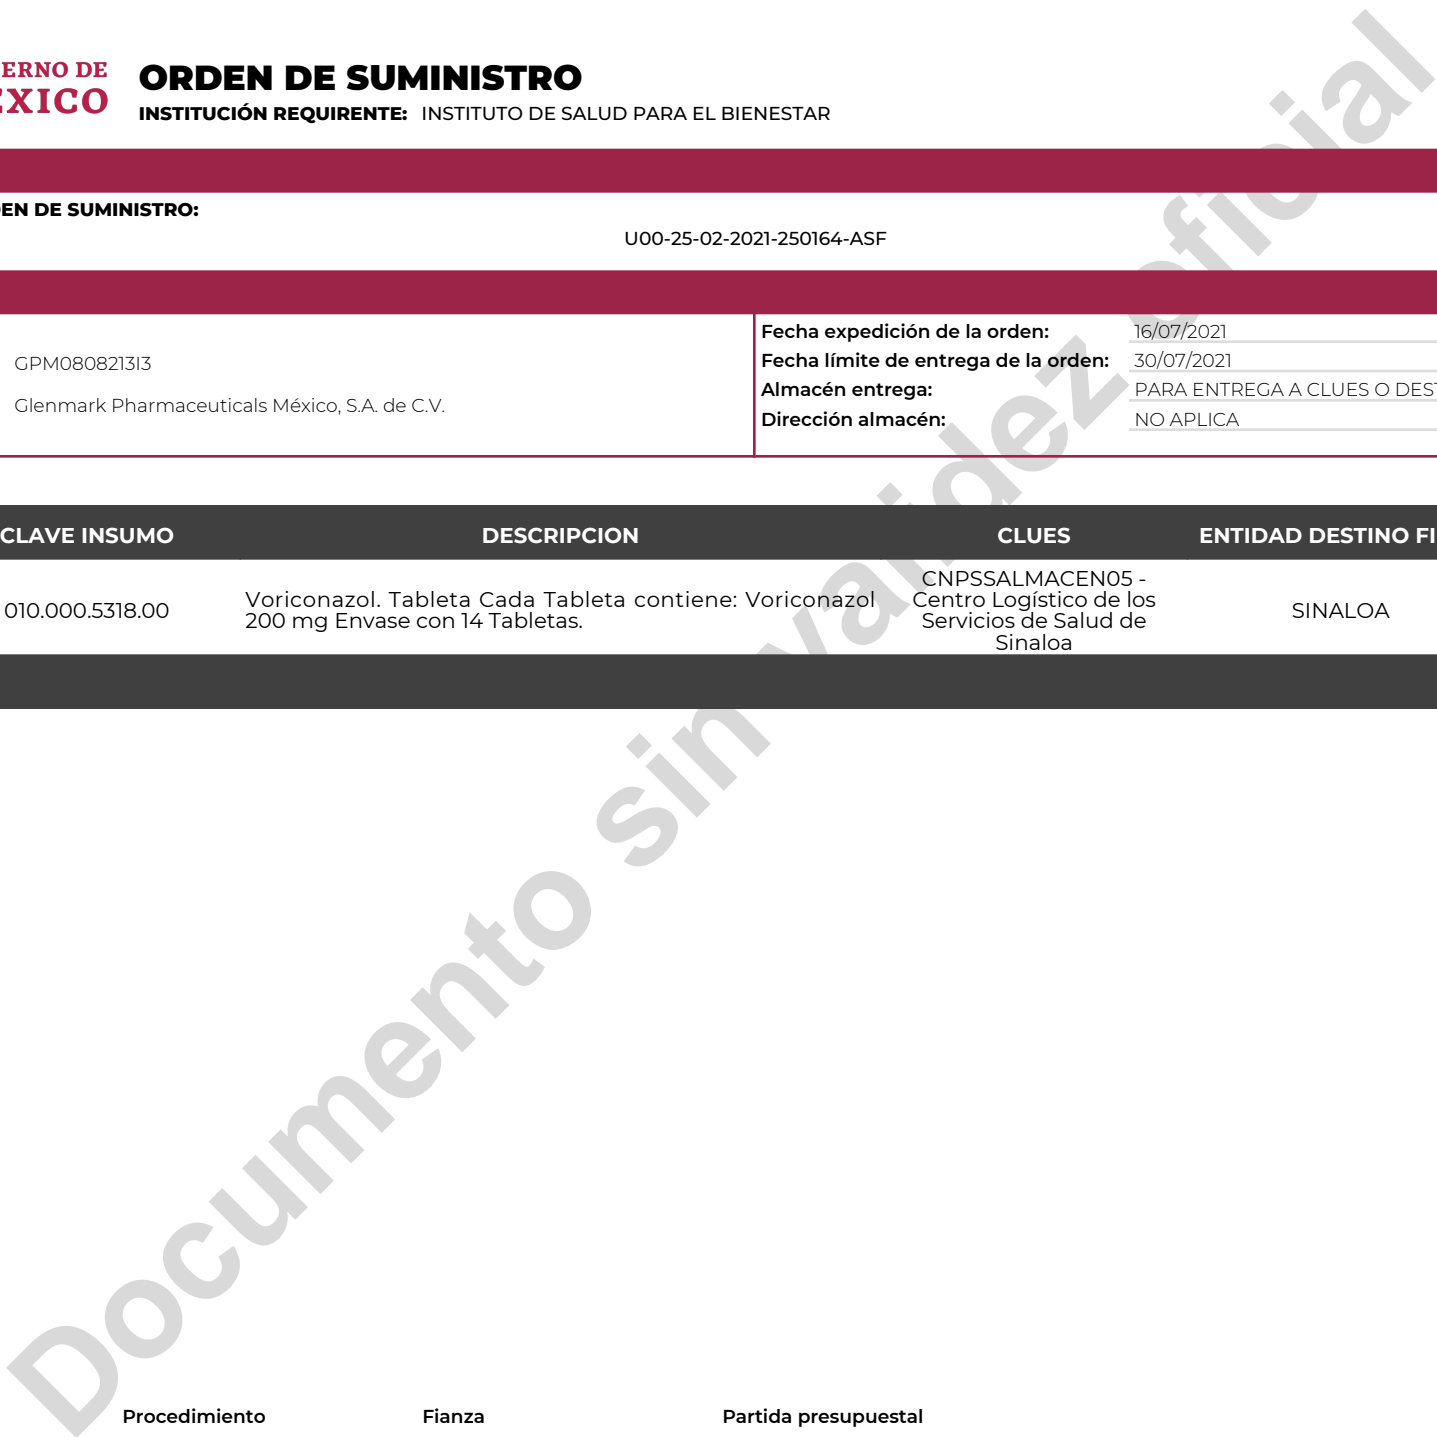 ERNO DE
EXICO
ORDEN DE SUMINISTRO
INSTITUCIÓN REQUIRENTE: INSTITUTO DE SALUD PARA EL BIENESTAR
EN DE SUMINISTRO:
U00-25-02-2021-250164-ASF
GPM0808213I3
Glenmark Pharmaceuticals México, S.A. de C.V.
Fecha expedición de la orden: 16/07/2021
Fecha límite de entrega de la orden: 30/07/2021
Almacén entrega: PARA ENTREGA A CLUES O DEST
Dirección almacén: NO APLICA
CLAVE INSUMO DESCRIPCION CLUES ENTIDAD DESTINO FI
010.000.5318.00
Voriconazol. Tableta Cada Tableta contiene: Voriconazol
200 mg Envase con 14 Tabletas.
CNPSSALMACEN05 -
Centro Logístico de los
Servicios de Salud de
Sinaloa
SINALOA
Documento sin validez oficial
Procedimiento Fianza Partida presupuestal